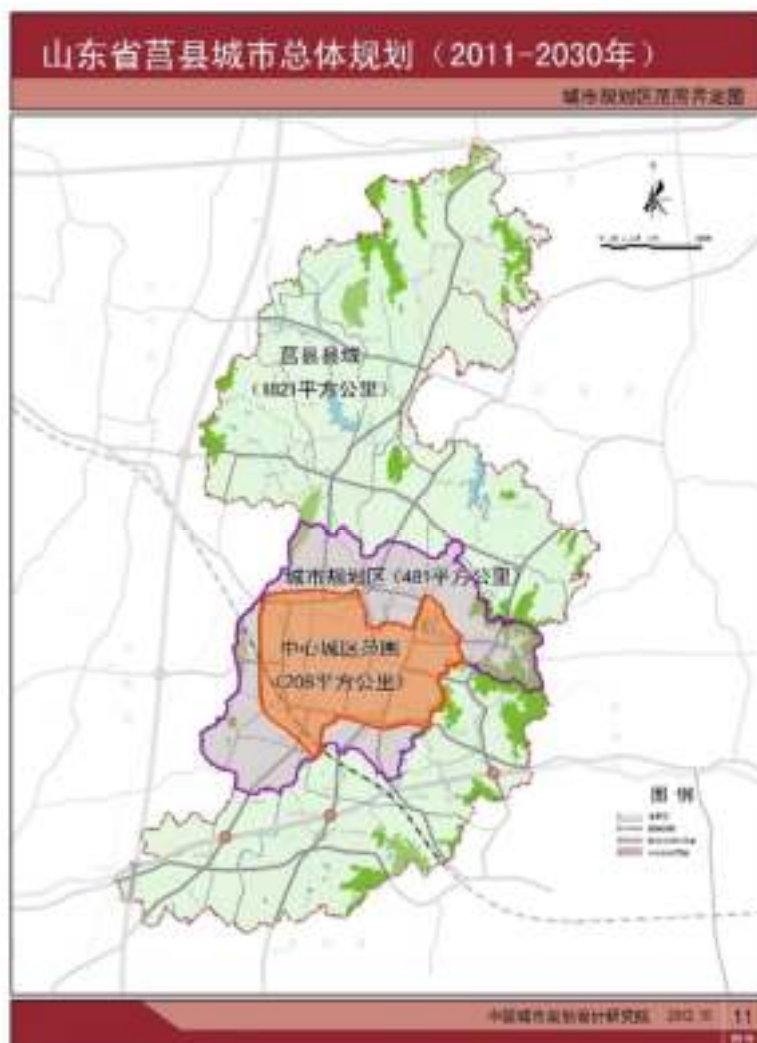 山东省莒县城市总体规划（2011-2030年）
城市规划区范围界定图
莒县县域
（1821平方公里）
城市规划区（481平方公里）
中心城区范围
（208平方公里）
图 例
中国城市规划设计研究院 2012.10 11